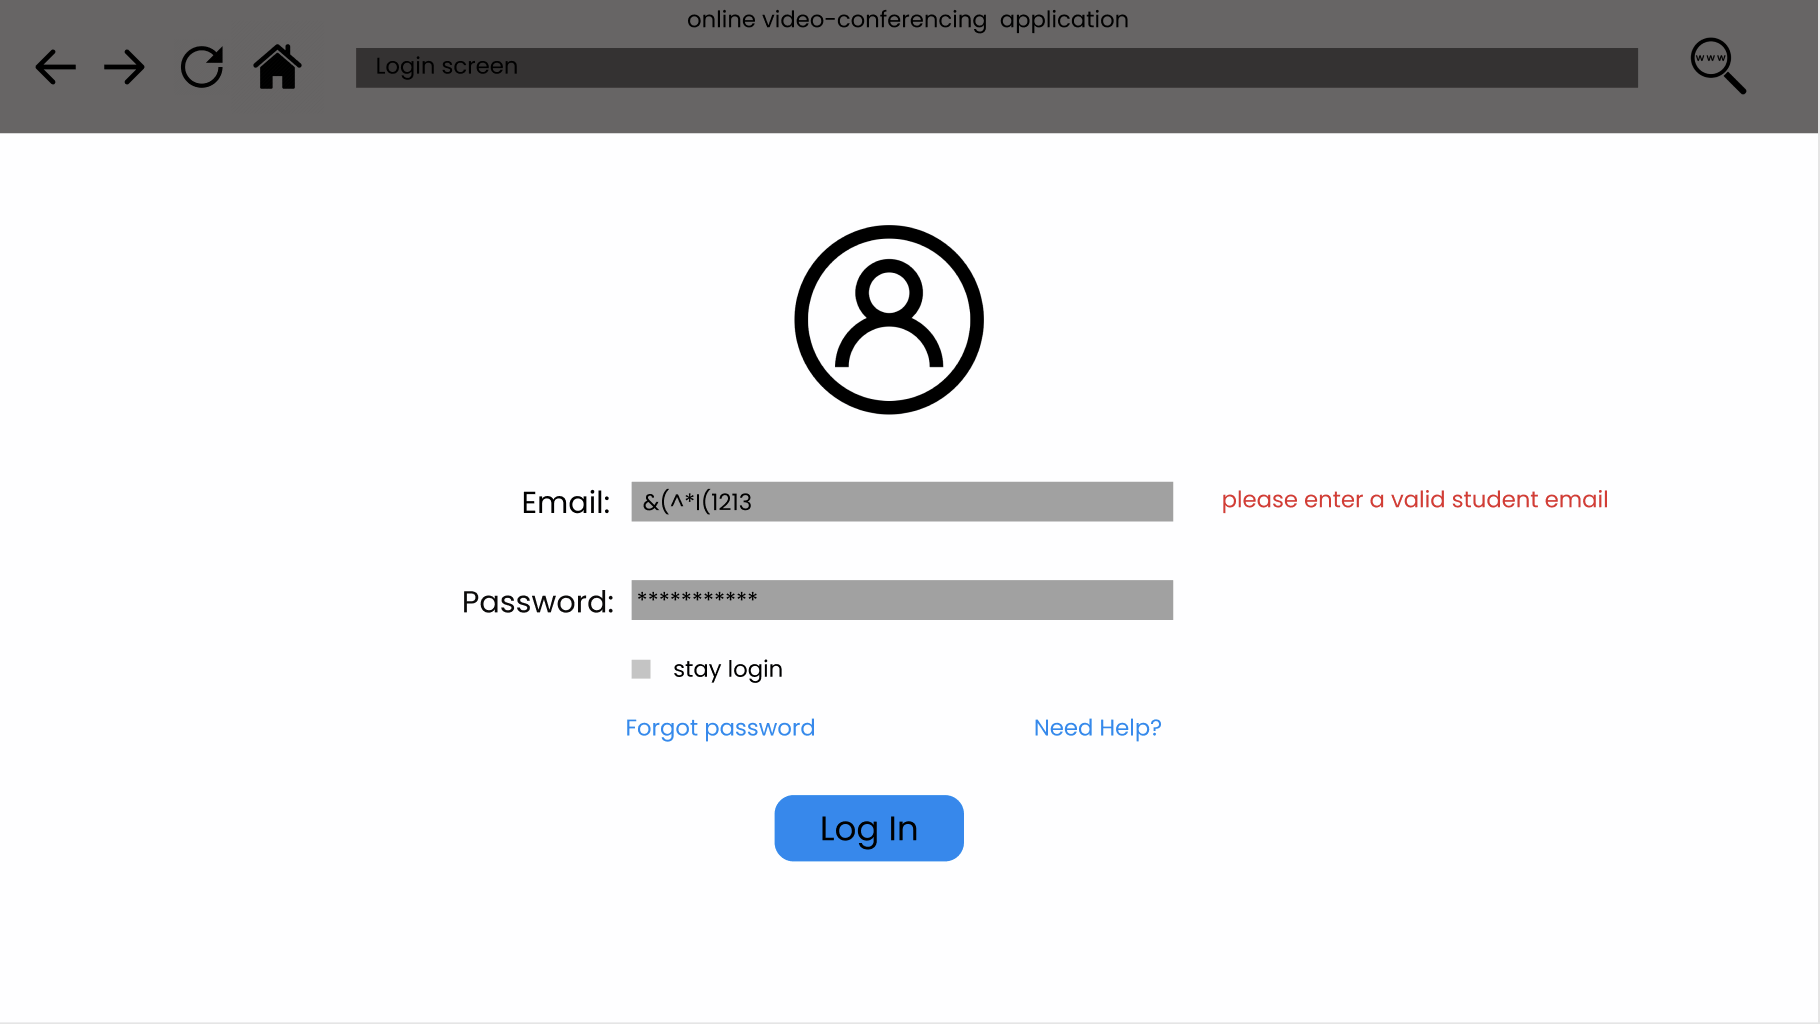 online video-conferencing application
Login screen
www
Email: &(^*I(1213 please enter a valid student email
Password: ***********
stay login
Forgot password Need Help?
Log In